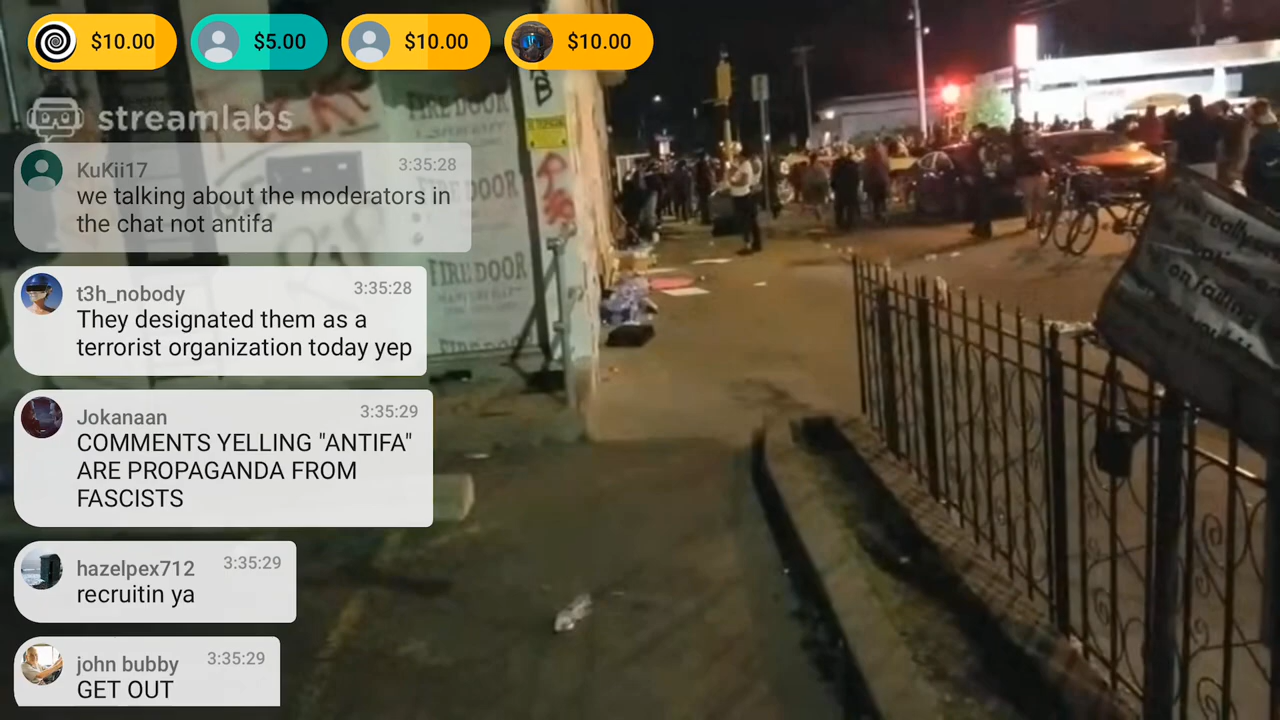 $10.00
$5.00
$10.00
$10.00
streamlabs
KuKii17
3:35:28
we talking about the moderators in
the chat not antifa
t3h_nobody
3:35:28
They designated them as a
terrorist organization today yep
Jokanaan
3:35:29
COMMENTS YELLING "ANTIFA"
ARE PROPAGANDA FROM
FASCISTS
hazelpex712
3:35:29
recruitin ya
john bubby
3:35:29
GET OUT
FIRE DOOR
FIRE DOOR
FIRE DOOR
really
on failing